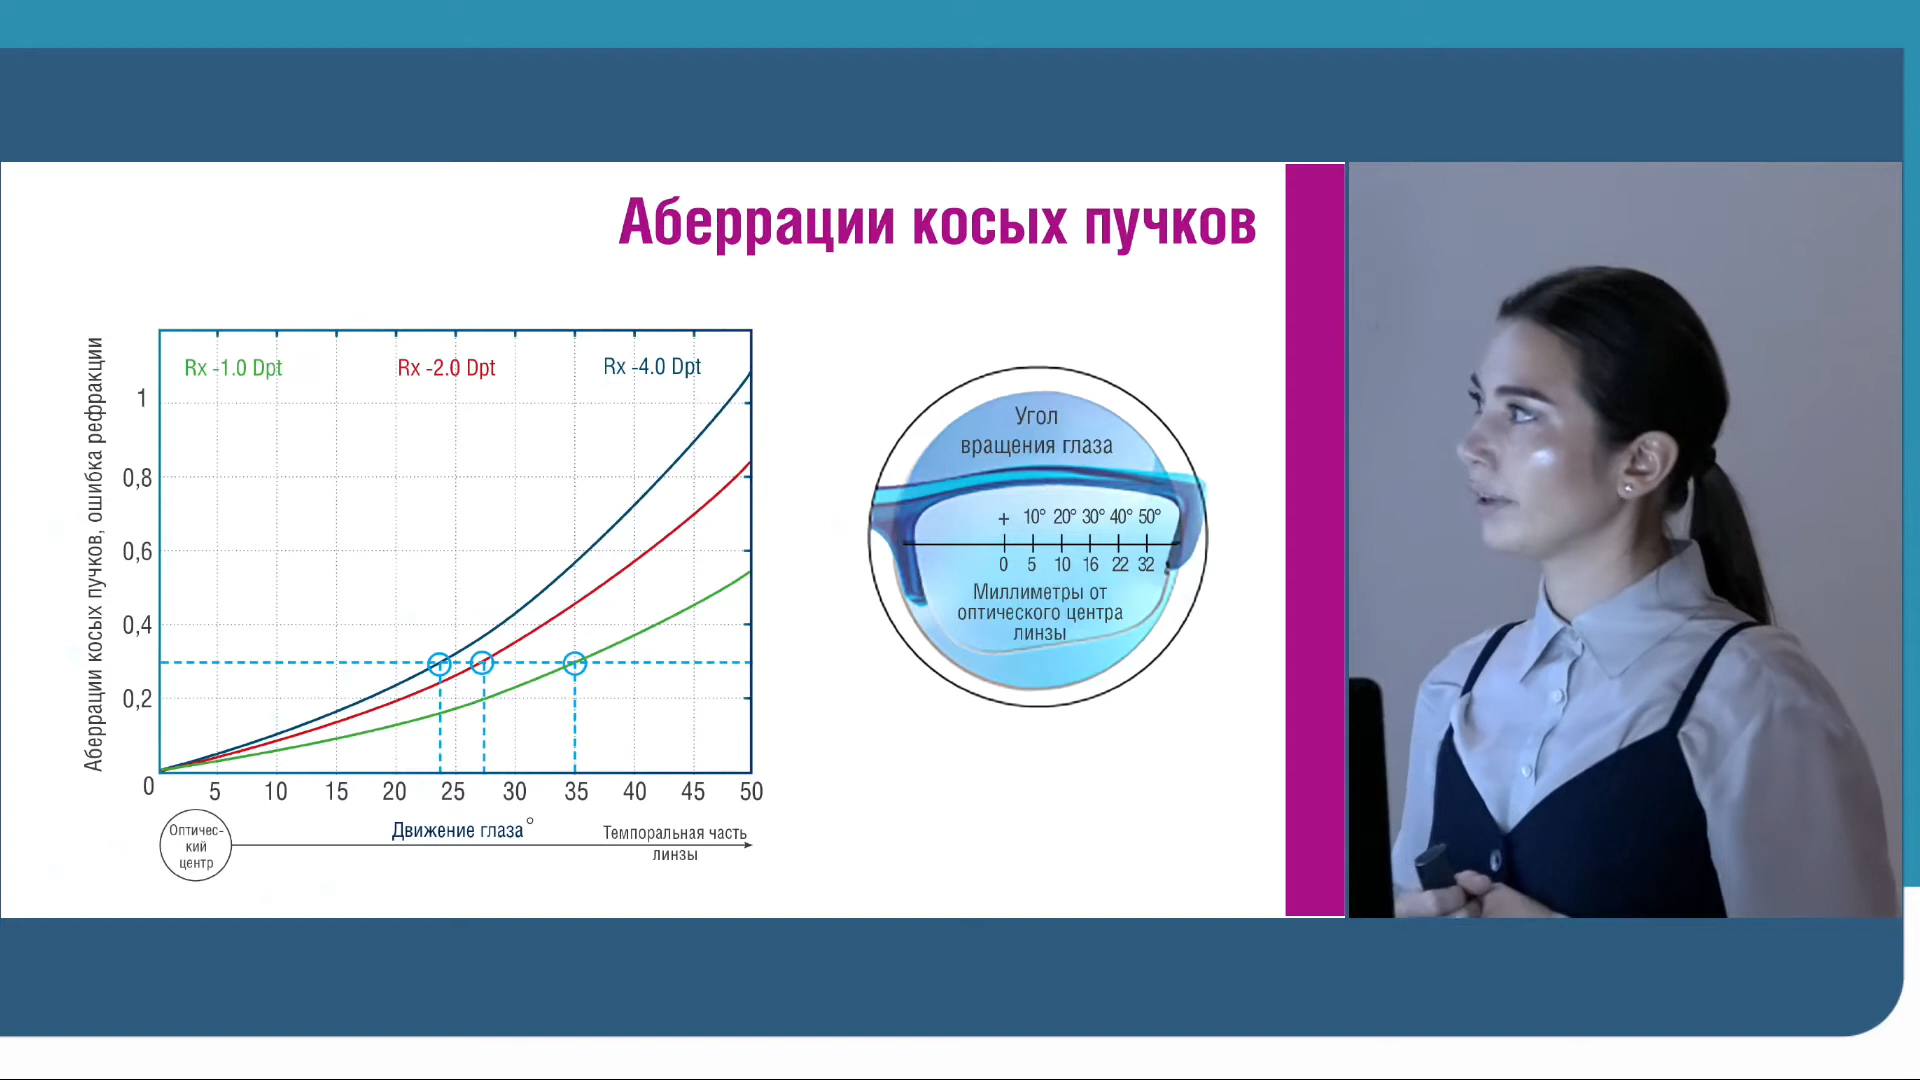 Аберрации косых пучков
Аберрации косых пучков, ошибка рефракции
Rx -1.0 Dpt
Rx -2.0 Dpt
Rx -4.0 Dpt
1
0,8
0,6
0,4
0,2
0
5 10 15 20 25 30 35 40 45 50
Оптичес-
кий
центр
Движение глаза°
Темпоральная часть
линзы
Угол
вращения глаза
+ 10° 20° 30° 40° 50°
0 5 10 16 22 32
Миллиметры от
оптического центра
линзы